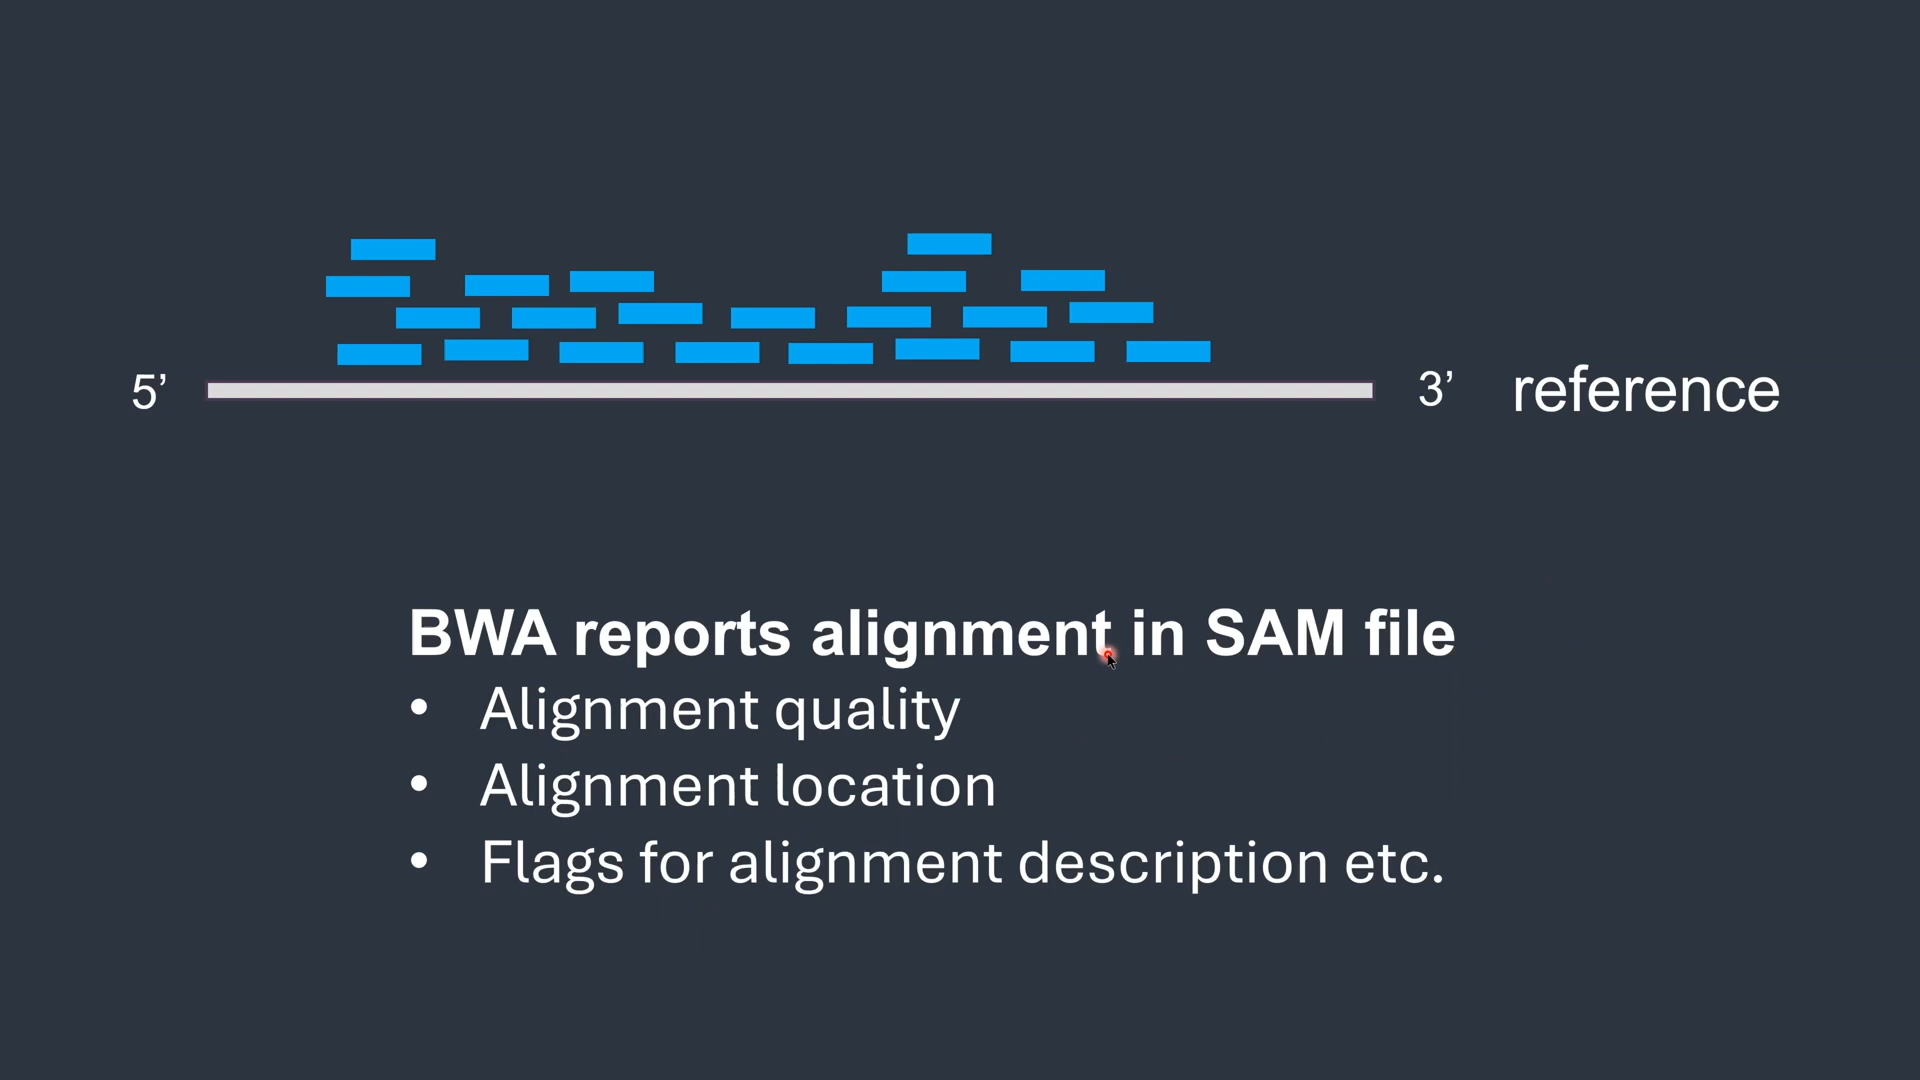 5’ 3’ reference
BWA reports alignment in SAM file
• Alignment quality
• Alignment location
• Flags for alignment description etc.